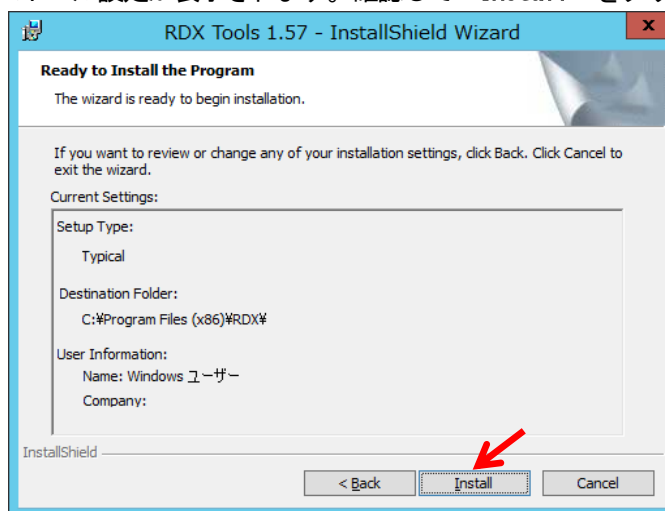 RDX Tools 1.57 - InstallShield Wizard
x
Ready to Install the Program
The wizard is ready to begin installation.
If you want to review or change any of your installation settings, click Back. Click Cancel to
exit the wizard.
Current Settings:
Setup Type:
Typical
Destination Folder:
C:¥Program Files (x86)¥RDX¥
User Information:
Name: Windows ユーザー
Company:
InstallShield
< Back
Install
Cancel